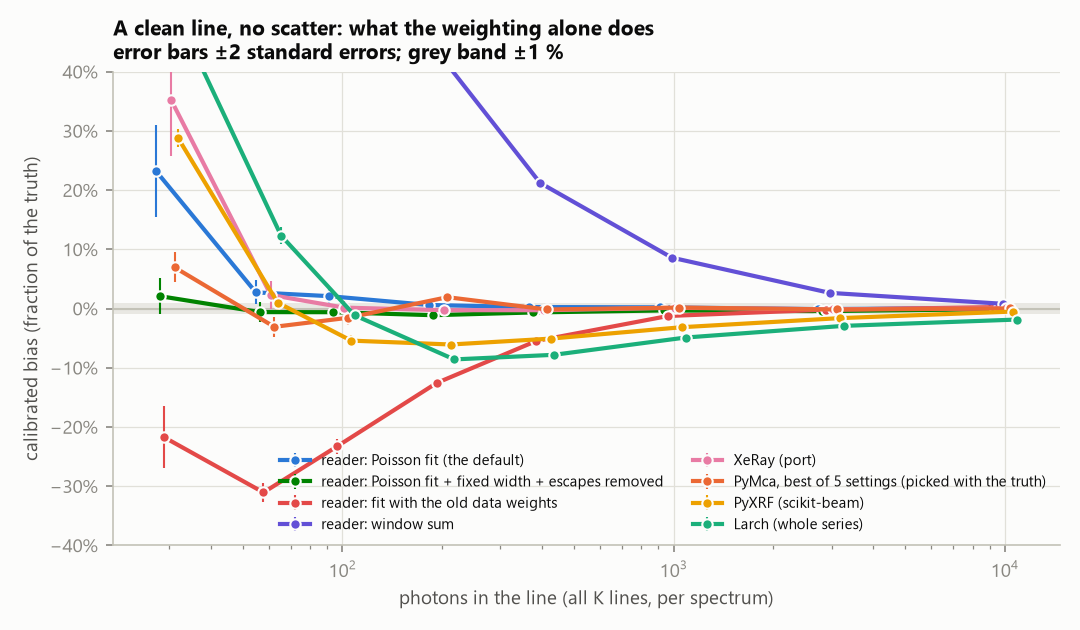 A clean line, no scatter: what the weighting alone does
error bars ±2 standard errors; grey band ±1 %
40%
30%
20%
10%
0%
−10%
−20%
−30%
−40%
calibrated bias (fraction of the truth)
reader: Poisson fit (the default)
reader: Poisson fit + fixed width + escapes removed
reader: fit with the old data weights
reader: window sum
XeRay (port)
PyMca, best of 5 settings (picked with the truth)
PyXRF (scikit-beam)
Larch (whole series)
10²
10³
10⁴
photons in the line (all K lines, per spectrum)